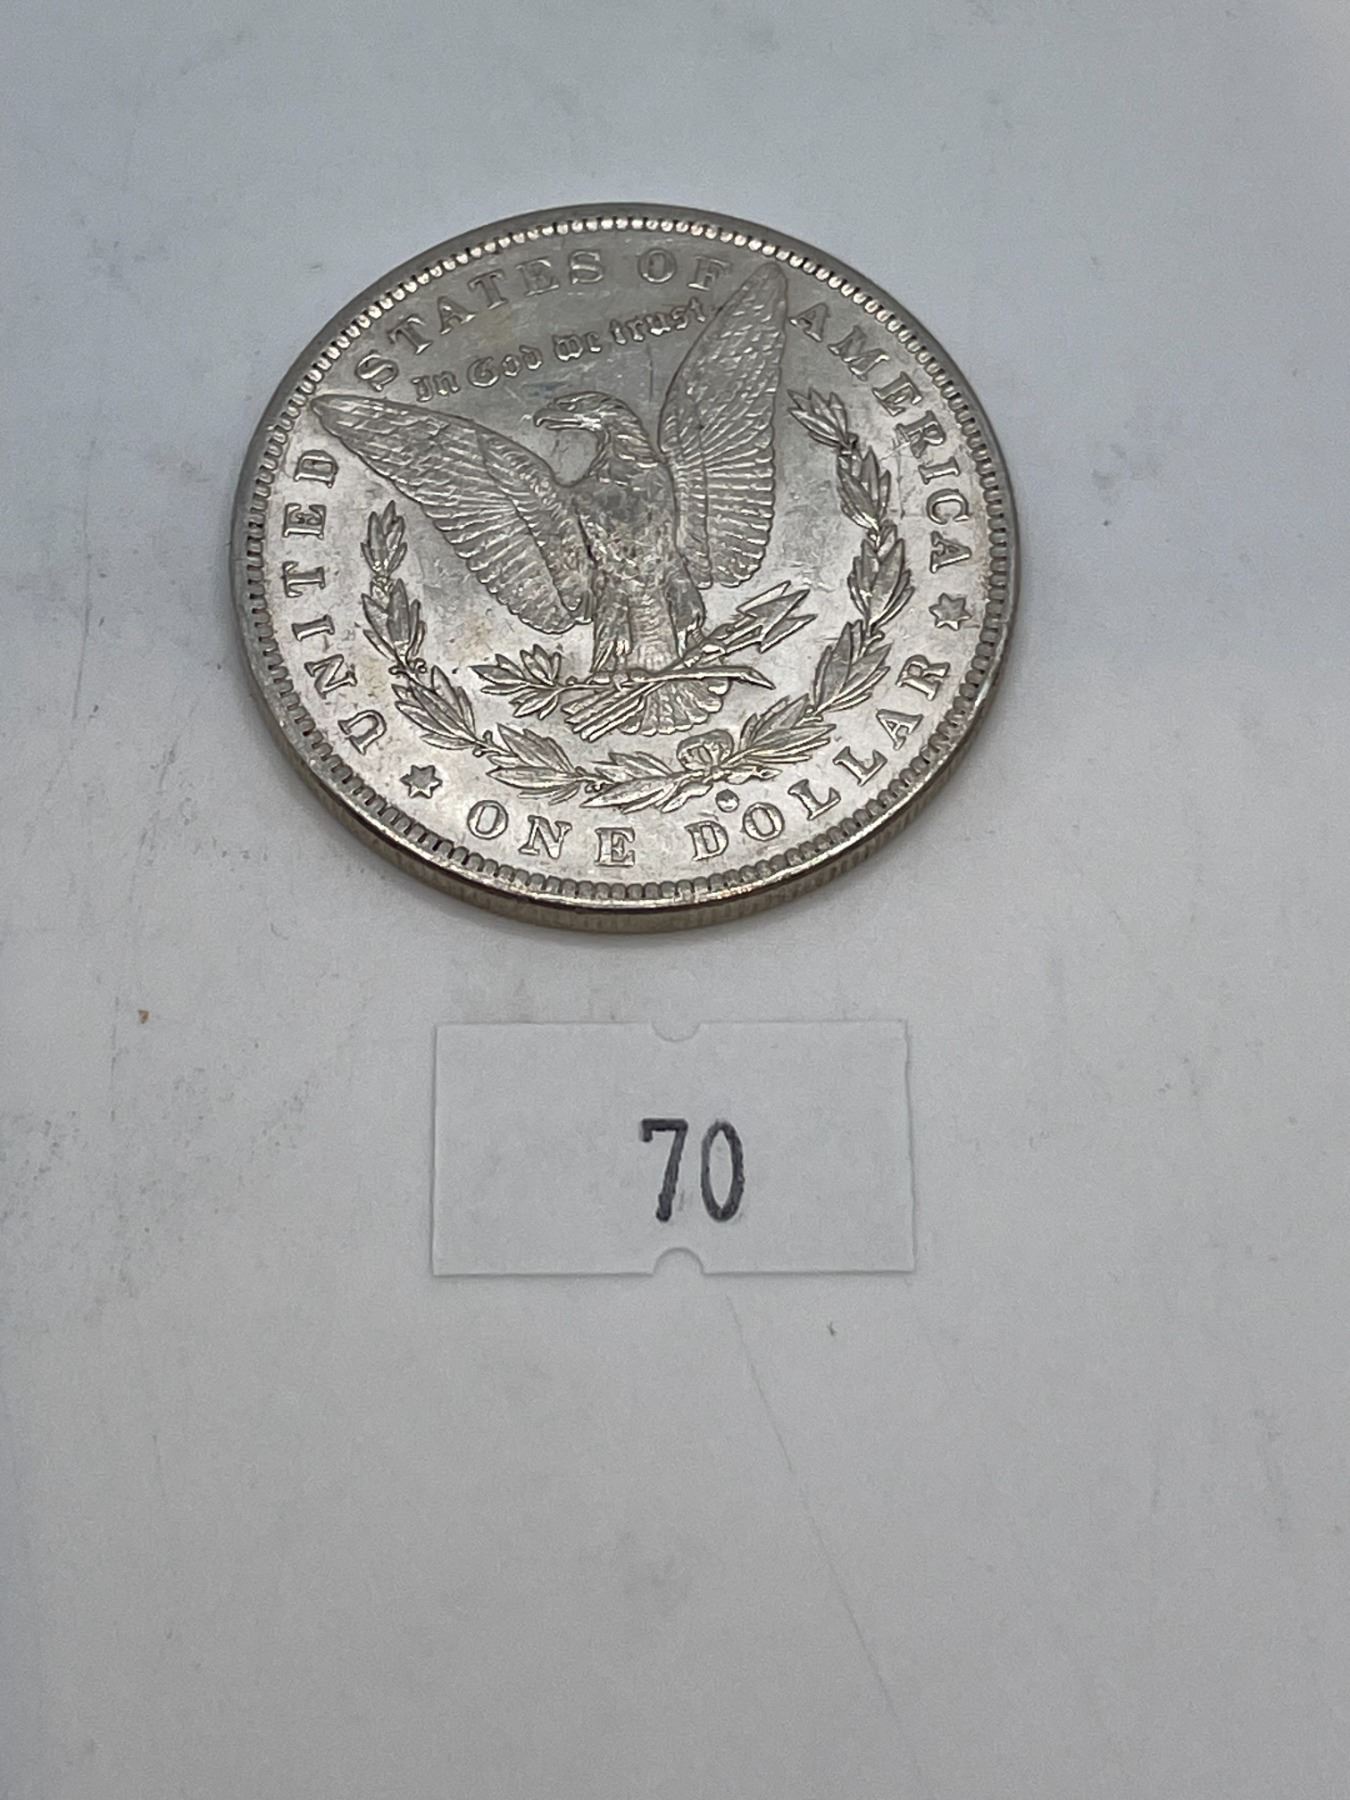 UNITED STATES OF AMERICA
In God we trust
ONE DOLLAR
70